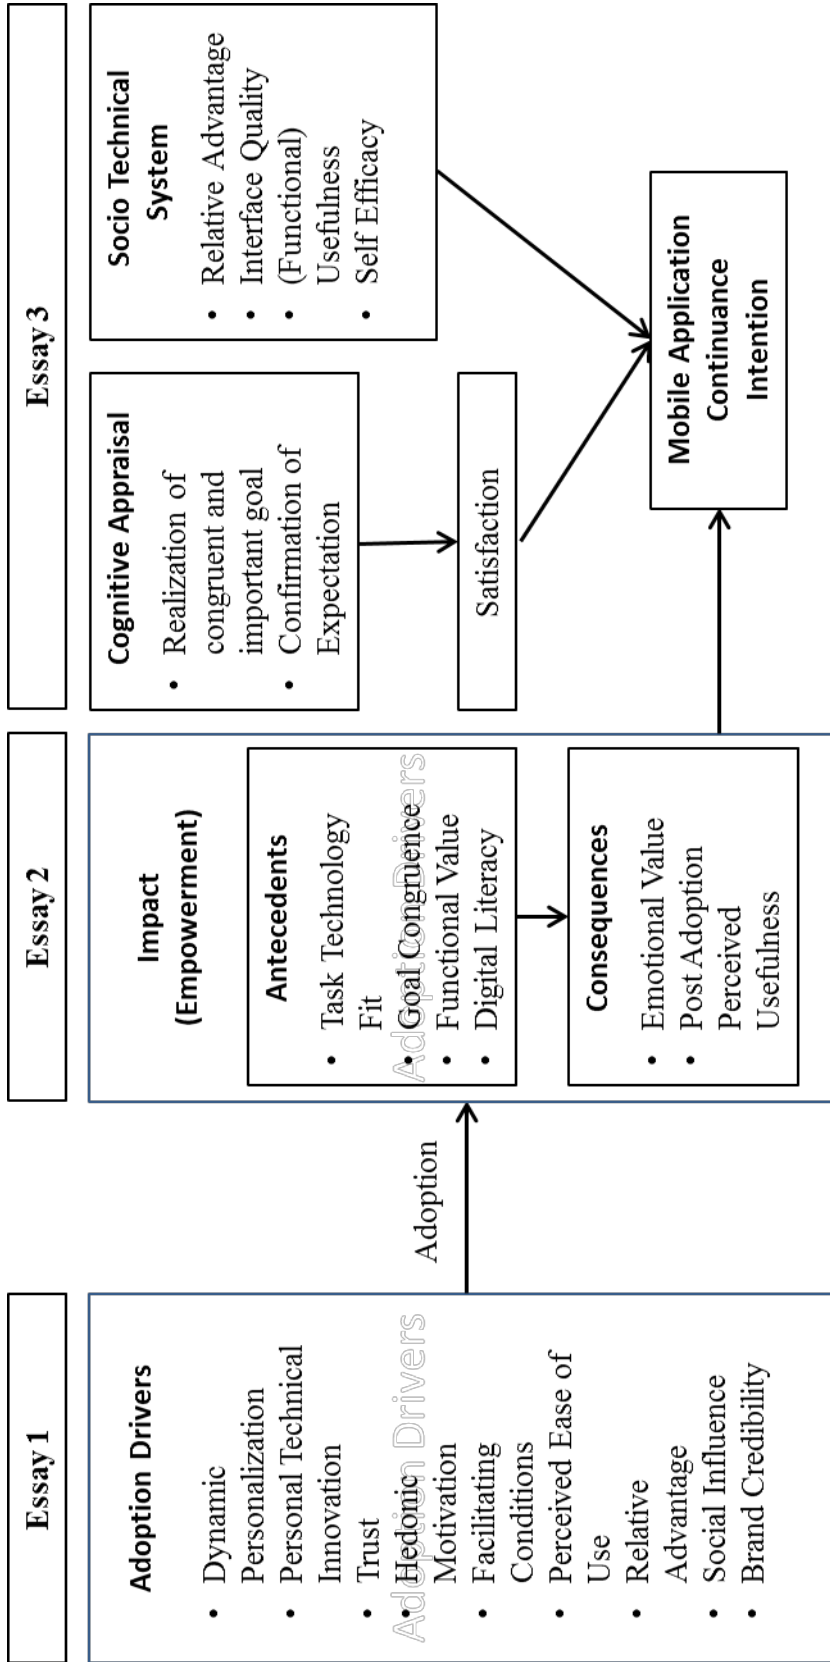 Essay 1
Adoption Drivers
• Dynamic
Personalization
• Personal Technical
Innovation
• Trust
• Hedonic
Motivation
• Facilitating
Conditions
• Perceived Ease of
Use
• Relative
Advantage
• Social Influence
• Brand Credibility
Adoption Drivers
Adoption
Essay 2
Impact
(Empowerment)
Antecedents
• Task Technology
Fit
• Goal Congruence
• Functional Value
• Digital Literacy
Adoption Drivers
Consequences
• Emotional Value
• Post Adoption
Perceived
Usefulness
Essay 3
Cognitive Appraisal
• Realization of
congruent and
important goal
• Confirmation of
Expectation
Satisfaction
Socio Technical
System
• Relative Advantage
• Interface Quality
• (Functional)
Usefulness
• Self Efficacy
Mobile Application
Continuance
Intention